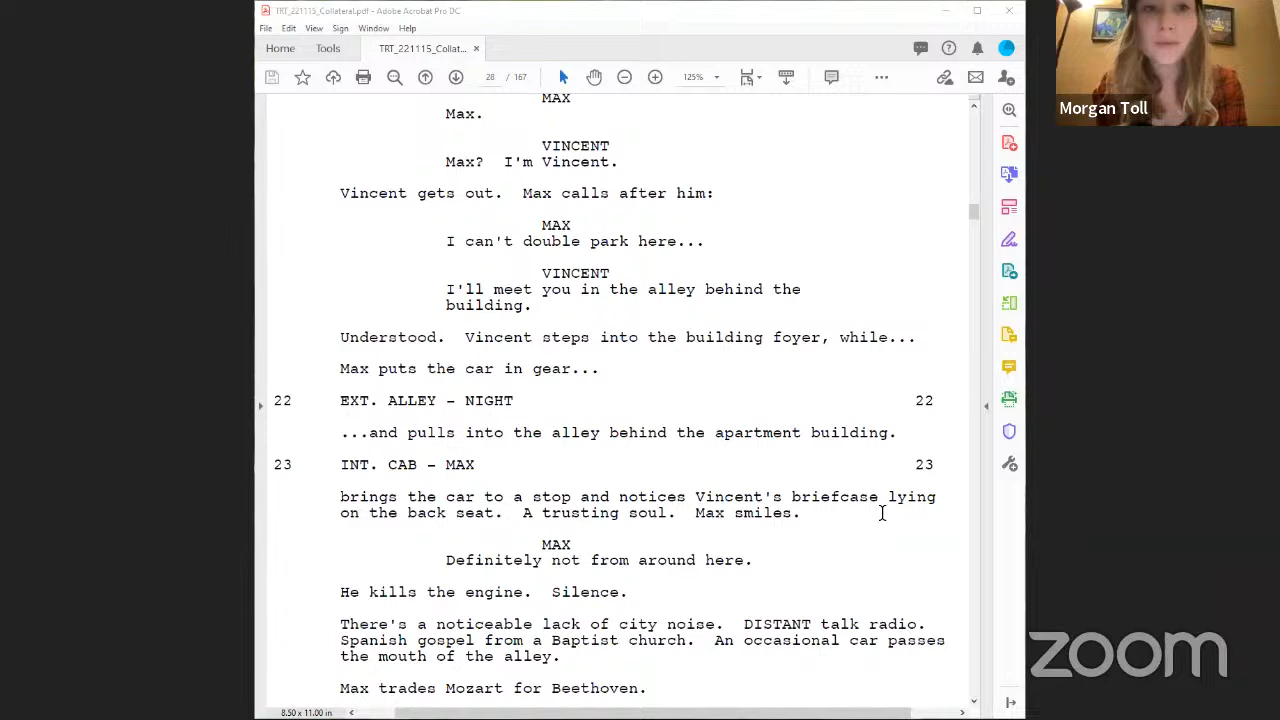 TRT_221115_Collateral.pdf - Adobe Acrobat Pro DC
File Edit View Sign Window Help
Home Tools TRT_221115_Collat... ×
28 / 167 125%
MAX
Max.
VINCENT
Max? I'm Vincent.
Vincent gets out. Max calls after him:
MAX
I can't double park here...
VINCENT
I'll meet you in the alley behind the
building.
Understood. Vincent steps into the building foyer, while...
Max puts the car in gear...
22 EXT. ALLEY – NIGHT 22
...and pulls into the alley behind the apartment building.
23 INT. CAB – MAX 23
brings the car to a stop and notices Vincent's briefcase lying
on the back seat. A trusting soul. Max smiles.
MAX
Definitely not from around here.
He kills the engine. Silence.
There's a noticeable lack of city noise. DISTANT talk radio.
Spanish gospel from a Baptist church. An occasional car passes
the mouth of the alley.
Max trades Mozart for Beethoven.
8.50 x 11.00 in
Morgan Toll
zoom